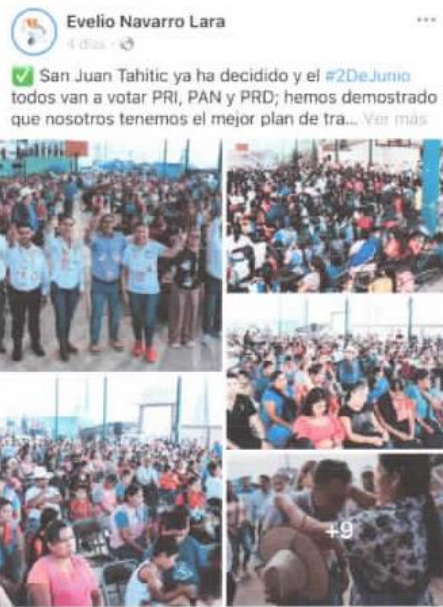 Evelio Navarro Lara
4 días
✅ San Juan Tahitic ya ha decidido y el #2DeJunio
todos van a votar PRI, PAN y PRD; hemos demostrado
que nosotros tenemos el mejor plan de tra... Ver más
+9